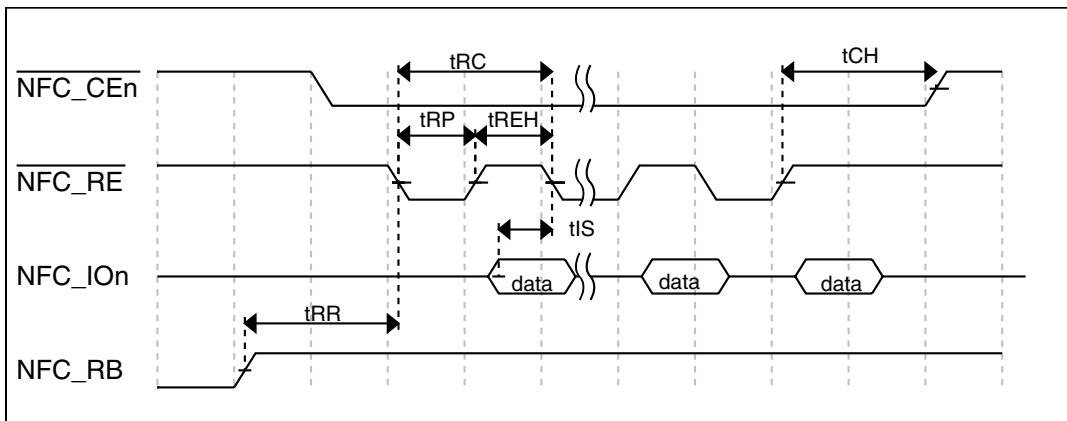 tRC
tCH
NFC_CEn
tRP tREH
NFC_RE
tIS
NFC_IOn
data data data
tRR
NFC_RB